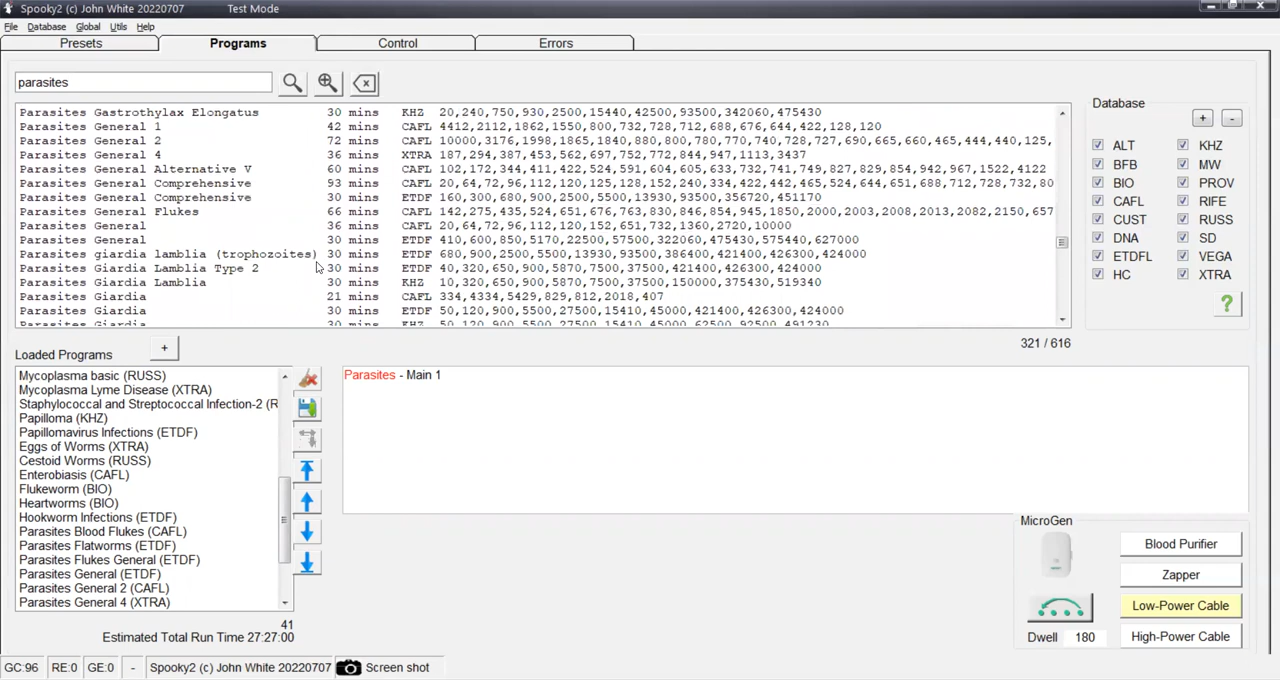 Spooky2 (c) John White 20220707 Test Mode
File Database Global Utils Help
Presets Programs Control Errors
parasites
Parasites Gastrothylax Elongatus 30 mins KHZ 20,240,750,930,2500,15440,42500,93500,342060,475430
Parasites General 1 42 mins CAFL 4412,2112,1862,1550,800,732,728,712,688,676,644,422,128,120
Parasites General 2 72 mins CAFL 10000,3176,1998,1865,1840,880,800,780,770,740,728,727,690,665,660,465,444,440,125,
Parasites General 4 36 mins XTRA 187,294,387,453,562,697,752,772,844,947,1113,3437
Parasites General Alternative V 60 mins CAFL 102,172,344,411,422,524,591,604,605,633,732,741,749,827,829,854,942,967,1522,4122
Parasites General Comprehensive 93 mins CAFL 20,64,72,96,112,120,125,128,152,240,334,422,442,465,524,644,651,688,712,728,732,80
Parasites General Comprehensive 30 mins ETDF 160,300,680,900,2500,5500,13930,93500,356720,451170
Parasites General Flukes 66 mins CAFL 142,275,435,524,651,676,763,830,846,854,945,1850,2000,2003,2008,2013,2082,2150,657
Parasites General 36 mins CAFL 20,64,72,96,112,120,152,651,732,1360,2720,10000
Parasites General 30 mins ETDF 410,600,850,5170,22500,57500,322060,475430,575440,627000
Parasites giardia lamblia (trophozoites) 30 mins ETDF 680,900,2500,5500,13930,93500,386400,421400,426300,424000
Parasites Giardia Lamblia Type 2 30 mins ETDF 40,320,650,900,5870,7500,37500,421400,426300,424000
Parasites Giardia Lamblia 30 mins KHZ 10,320,650,900,5870,7500,37500,150000,375430,519340
Parasites Giardia 21 mins CAFL 334,4334,5429,829,812,2018,407
Parasites Giardia 30 mins ETDF 50,120,900,5500,27500,15410,45000,421400,426300,424000
Parasites Giardia 30 mins KHZ 50,120,900,5500,27500,15410,45000,62500,92500,491230
Database
+ -
ALT KHZ
BFB MW
BIO PROV
CAFL RIFE
CUST RUSS
DNA SD
ETDFL VEGA
HC XTRA
?
321 / 616
Loaded Programs +
Mycoplasma basic (RUSS)
Mycoplasma Lyme Disease (XTRA)
Staphylococcal and Streptococcal Infection-2 (R
Papilloma (KHZ)
Papillomavirus Infections (ETDF)
Eggs of Worms (XTRA)
Cestoid Worms (RUSS)
Enterobiasis (CAFL)
Flukeworm (BIO)
Heartworms (BIO)
Hookworm Infections (ETDF)
Parasites Blood Flukes (CAFL)
Parasites Flatworms (ETDF)
Parasites Flukes General (ETDF)
Parasites General (ETDF)
Parasites General 2 (CAFL)
Parasites General 4 (XTRA)
Parasites - Main 1
41
Estimated Total Run Time 27:27:00
MicroGen
Blood Purifier
Zapper
Low-Power Cable
High-Power Cable
Dwell 180
GC:96 RE:0 GE:0 - Spooky2 (c) John White 20220707 Screen shot